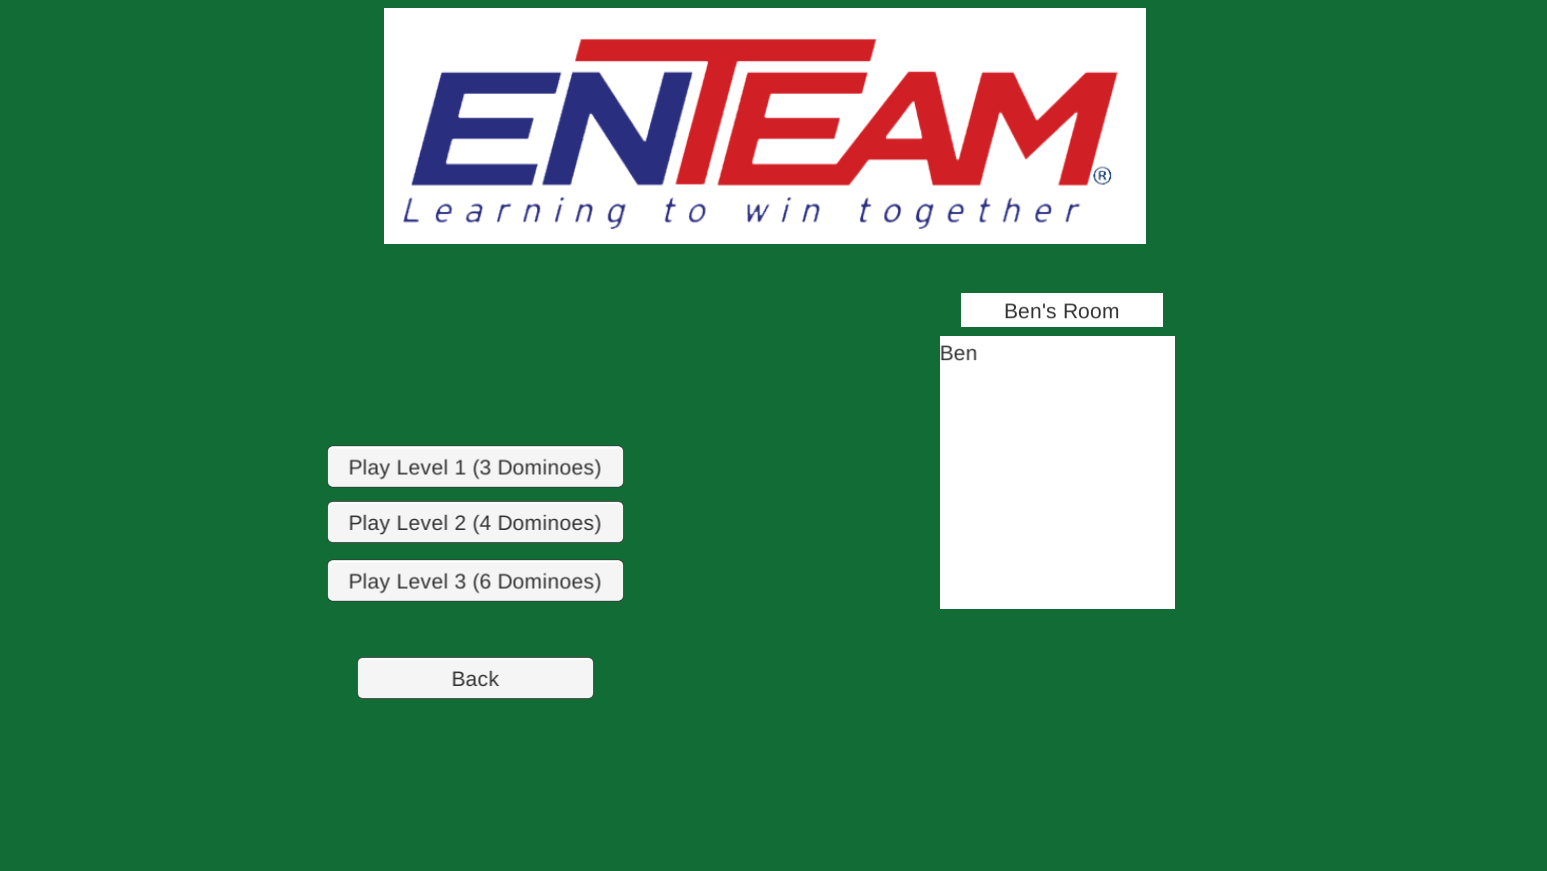 ENTEAM®
Learning to win together
Ben's Room
Ben
Play Level 1 (3 Dominoes)
Play Level 2 (4 Dominoes)
Play Level 3 (6 Dominoes)
Back